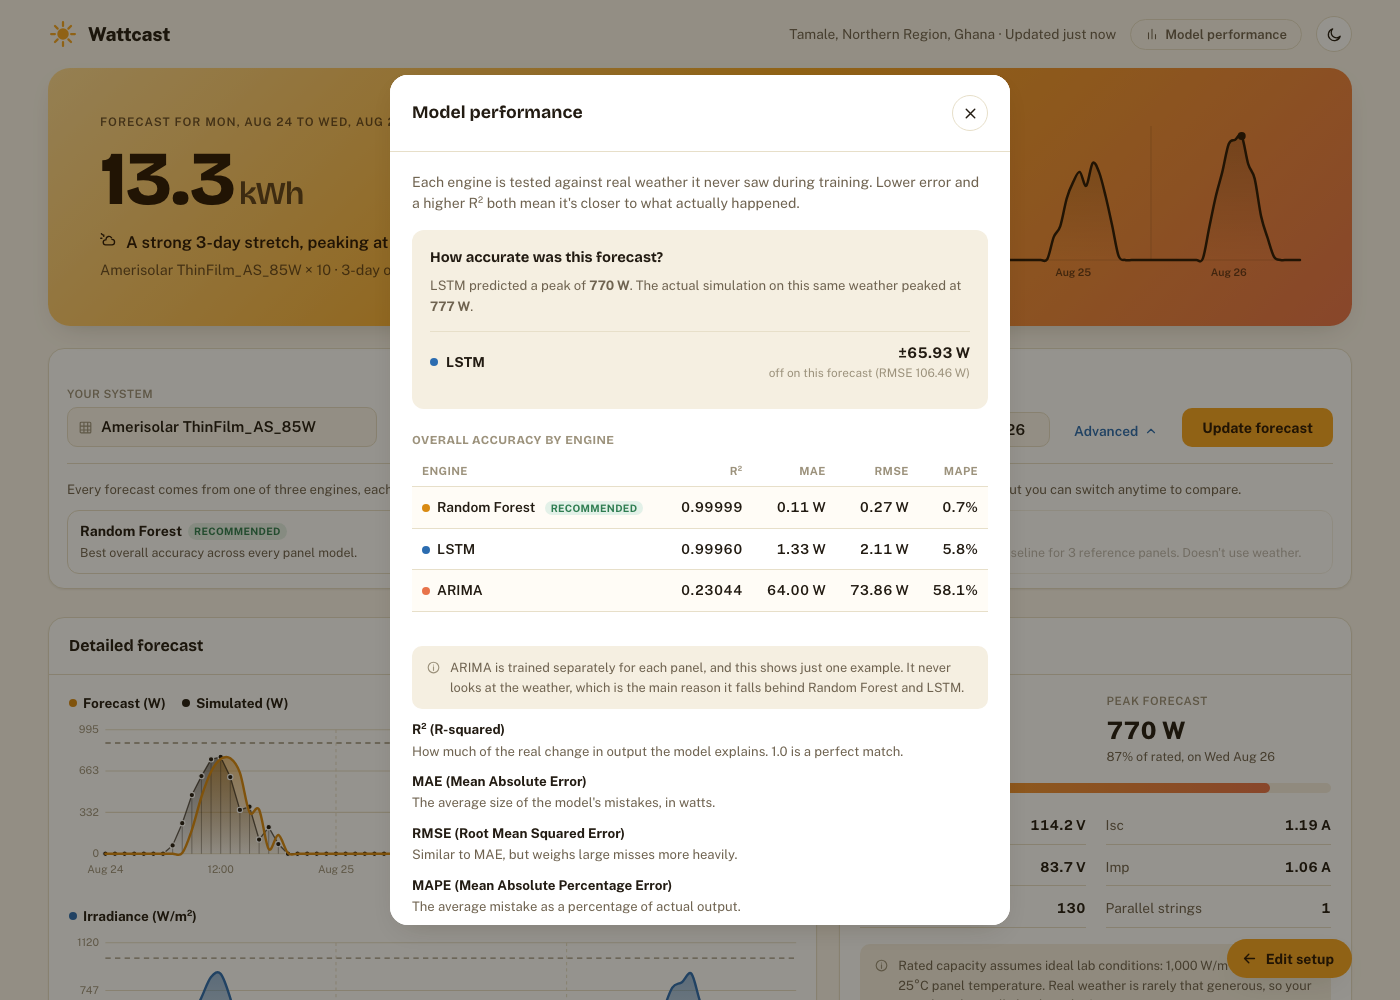 Wattcast
Tamale, Northern Region, Ghana · Updated just now
Model performance
FORECAST FOR MON, AUG 24 TO WED, AUG
13.3 kWh
A strong 3-day stretch, peaking at
Amerisolar ThinFilm_AS_85W × 10 · 3-day
Aug 25
Aug 26
Model performance
Each engine is tested against real weather it never saw during training. Lower error and
a higher R² both mean it's closer to what actually happened.
How accurate was this forecast?
LSTM predicted a peak of 770 W. The actual simulation on this same weather peaked at
777 W.
LSTM
±65.93 W
off on this forecast (RMSE 106.46 W)
OVERALL ACCURACY BY ENGINE
ENGINE R² MAE RMSE MAPE
Random Forest RECOMMENDED 0.99999 0.11 W 0.27 W 0.7%
LSTM 0.99960 1.33 W 2.11 W 5.8%
ARIMA 0.23044 64.00 W 73.86 W 58.1%
ARIMA is trained separately for each panel, and this shows just one example. It never
looks at the weather, which is the main reason it falls behind Random Forest and LSTM.
R² (R-squared)
How much of the real change in output the model explains. 1.0 is a perfect match.
MAE (Mean Absolute Error)
The average size of the model's mistakes, in watts.
RMSE (Root Mean Squared Error)
Similar to MAE, but weighs large misses more heavily.
MAPE (Mean Absolute Percentage Error)
The average mistake as a percentage of actual output.
YOUR SYSTEM
Amerisolar ThinFilm_AS_85W
26
Advanced
Update forecast
Every forecast comes from one of three engines, each
you can switch anytime to compare.
Random Forest RECOMMENDED
Best overall accuracy across every panel model.
for 3 reference panels. Doesn't use weather.
Detailed forecast
Forecast (W)
Simulated (W)
995
663
332
0
Aug 24
12:00
Aug 25
Irradiance (W/m²)
1120
747
PEAK FORECAST
770 W
87% of rated, on Wed Aug 26
114.2 V
Isc 1.19 A
83.7 V
Imp 1.06 A
130
Parallel strings 1
Rated capacity assumes ideal lab conditions: 1,000
25°C panel temperature. Real weather is rarely that generous, so your
Edit setup